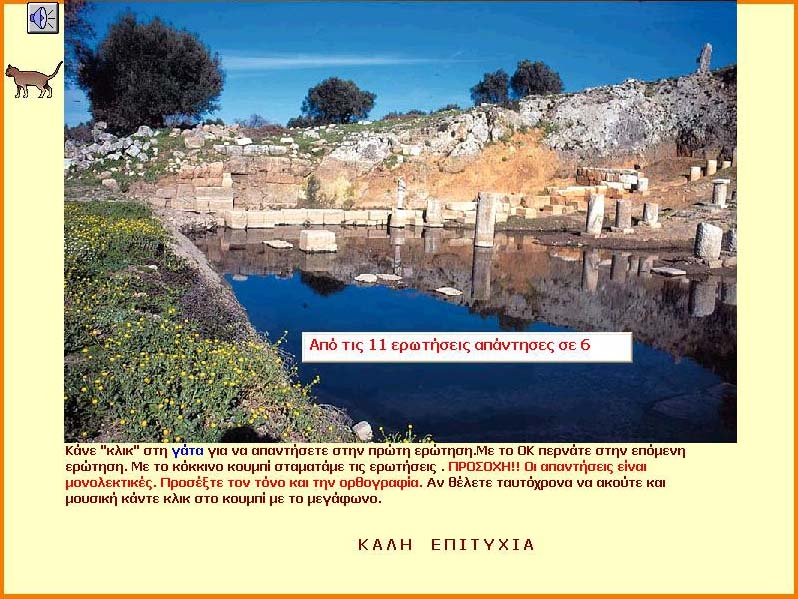 Από τις 11 ερωτήσεις απάντησες σε 6
Κάνε "κλικ" στη γάτα για να απαντήσετε στην πρώτη ερώτηση.Με το ΟΚ περνάτε στην επόμενη
ερώτηση. Με το κόκκινο κουμπί σταματάμε τις ερωτήσεις . ΠΡΟΣΟΧΗ!! Οι απαντήσεις είναι
μονολεκτικές. Προσέξτε τον τόνο και την ορθογραφία. Αν θέλετε ταυτόχρονα να ακούτε και
μουσική κάντε κλικ στο κουμπί με το μεγάφωνο.
ΚΑΛΗ ΕΠΙΤΥΧΙΑ